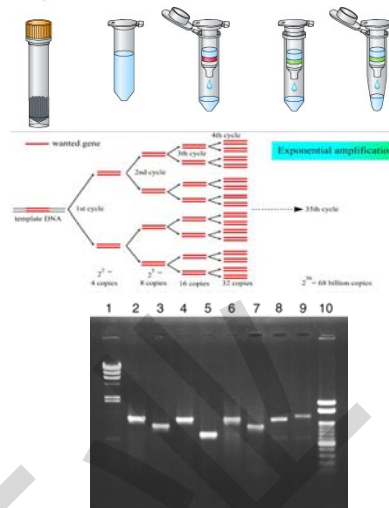 4th cycle
wanted gene
3th cycle
2nd cycle
Exponential amplification
1st cycle
template DNA
35th cycle
2² =
4 copies
2³ =
8 copies
16 copies
32 copies
2³⁶ = 68 billion copies
1 2 3 4 5 6 7 8 9 10